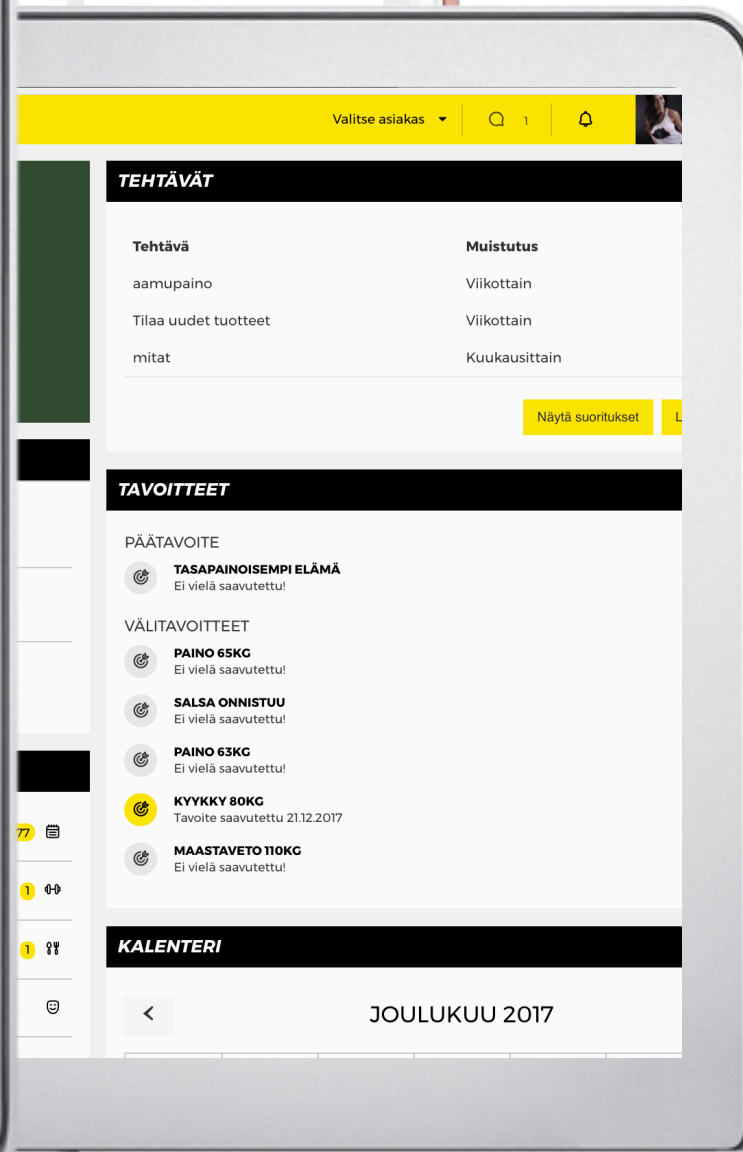 Valitse asiakas
1
TEHTÄVÄT
Tehtävä Muistutus
aamupaino Viikottain
Tilaa uudet tuotteet Viikottain
mitat Kuukausittain
Näytä suoritukset L
TAVOITTEET
PÄÄTAVOITE
TASAPAINOISEMPI ELÄMÄ
Ei vielä saavutettu!
VÄLITAVOITTEET
PAINO 65KG
Ei vielä saavutettu!
SALSA ONNISTUU
Ei vielä saavutettu!
PAINO 63KG
Ei vielä saavutettu!
KYYKKY 80KG
Tavoite saavutettu 21.12.2017
MAASTAVETO 110KG
Ei vielä saavutettu!
77
1
1
KALENTERI
JOULUKUU 2017